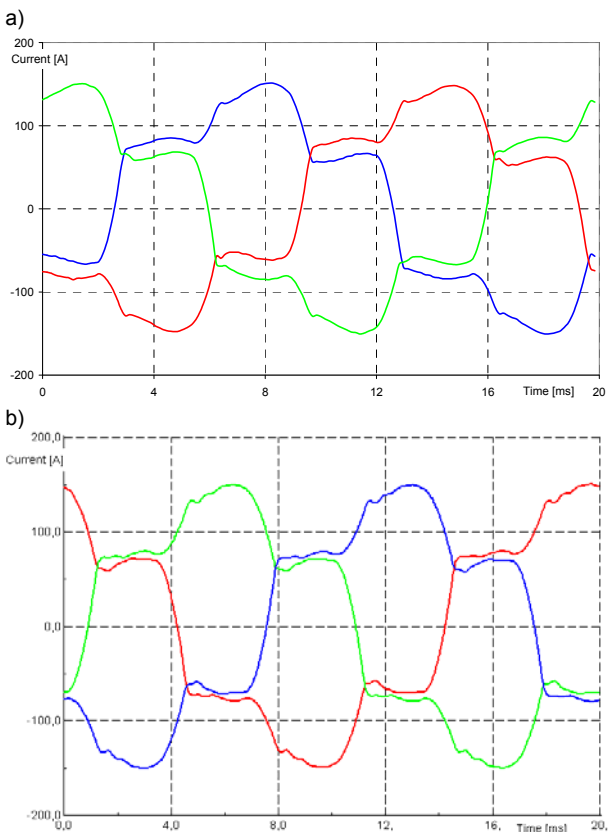 a)
Current [A]
100
0
-100
-200
0 4 8 12 16 20
Time [ms]
b)
200,0
Current [A]
100,0
0,0
-100,0
-200,0
0,0 4,0 8,0 12, 16, 20,
Time [ms]